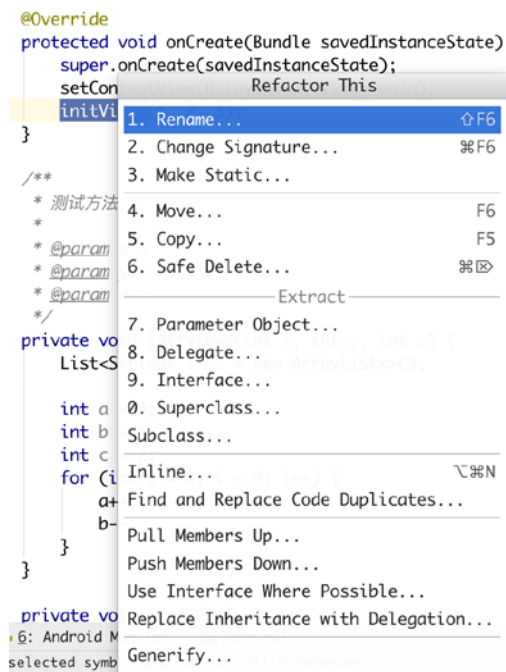 @Override
protected void onCreate(Bundle savedInstanceState)
super.onCreate(savedInstanceState);
setCon
Refactor This
initVi
1. Rename... ⇧F6
}
2. Change Signature... ⌘F6
3. Make Static...
/**
* 测试方法
4. Move... F6
*
5. Copy... F5
* @param
6. Safe Delete... ⌘⌦
* @param
* @param
Extract
*/
7. Parameter Object...
private vo
8. Delegate...
List<S
9. Interface...
0. Superclass...
int a
int b
Subclass...
int c
Inline... ⌥⌘N
for (i
Find and Replace Code Duplicates...
a+
b-
Pull Members Up...
}
Push Members Down...
}
Use Interface Where Possible...
private vo
Replace Inheritance with Delegation...
6: Android M
Generify...
selected symb